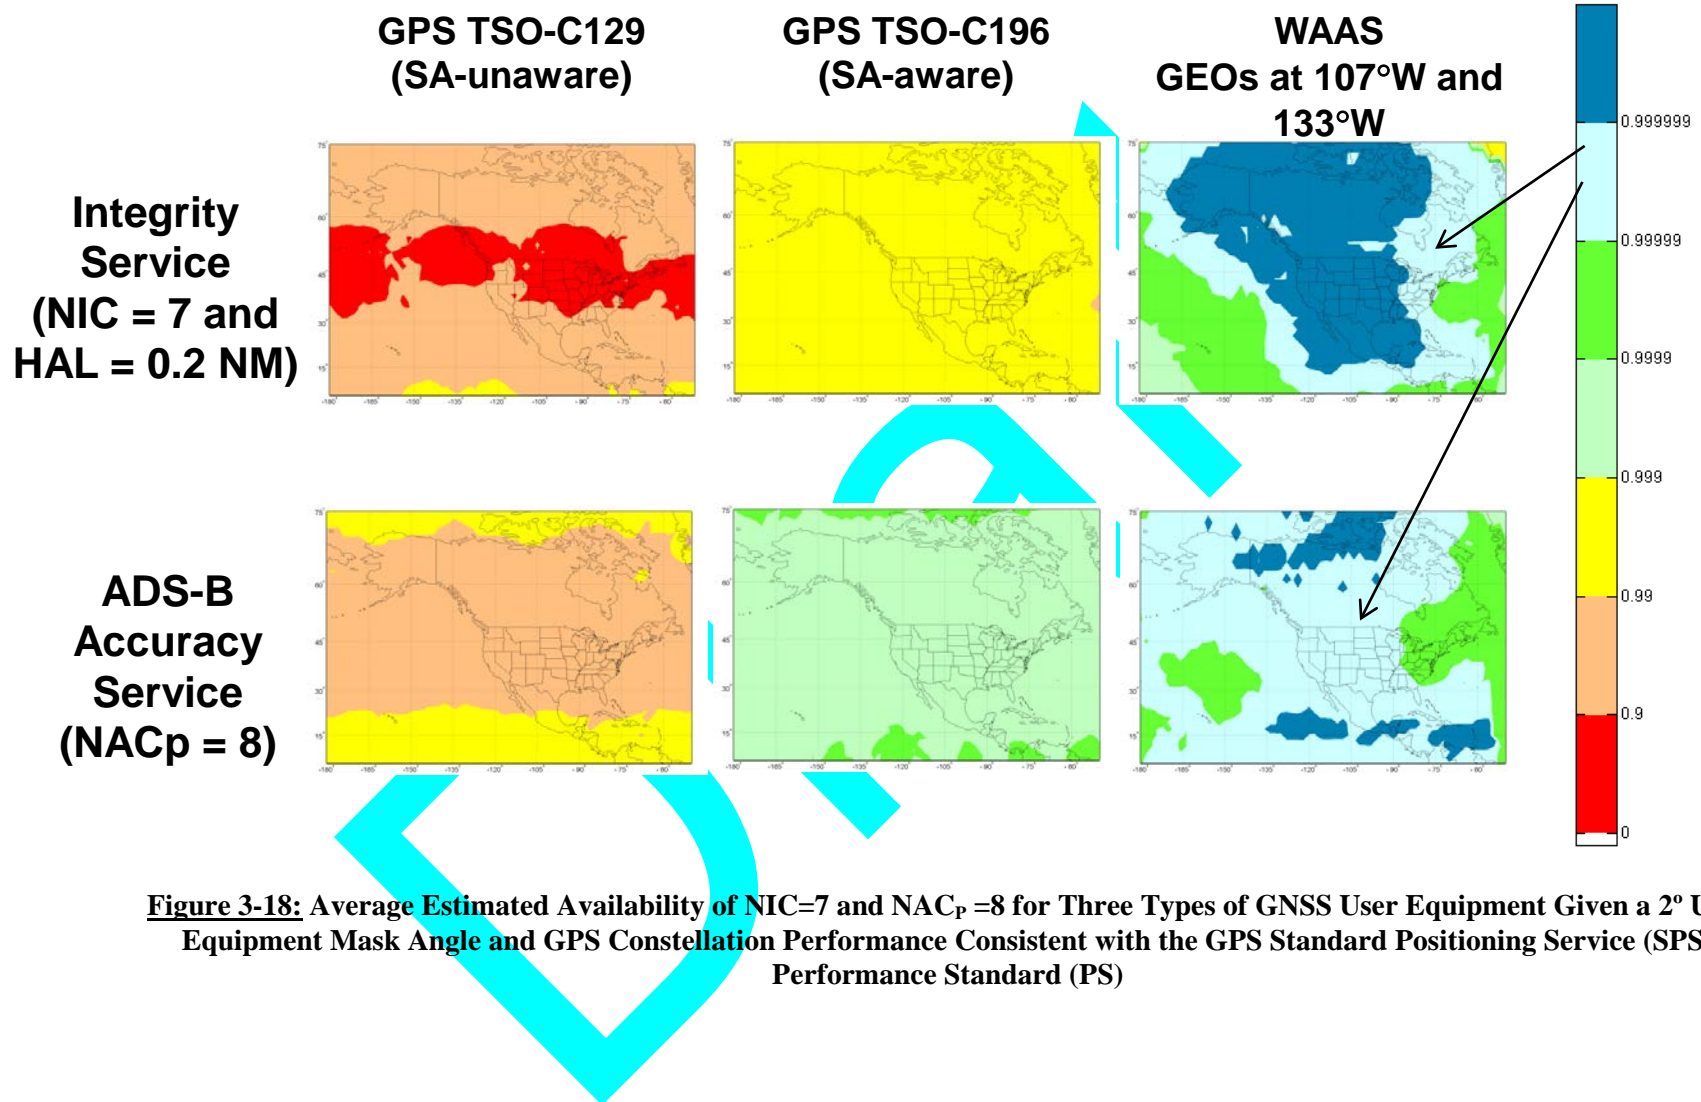 GPS TSO-C129
(SA-unaware)
GPS TSO-C196
(SA-aware)
WAAS
GEOs at 107°W and
133°W
Integrity
Service
(NIC = 7 and
HAL = 0.2 NM)
ADS-B
Accuracy
Service
(NACp = 8)
0.999999
0.99999
0.9999
0.999
0.99
0.9
0
Figure 3-18: Average Estimated Availability of NIC=7 and NACP =8 for Three Types of GNSS User Equipment Given a 2º U
Equipment Mask Angle and GPS Constellation Performance Consistent with the GPS Standard Positioning Service (SPS
Performance Standard (PS)